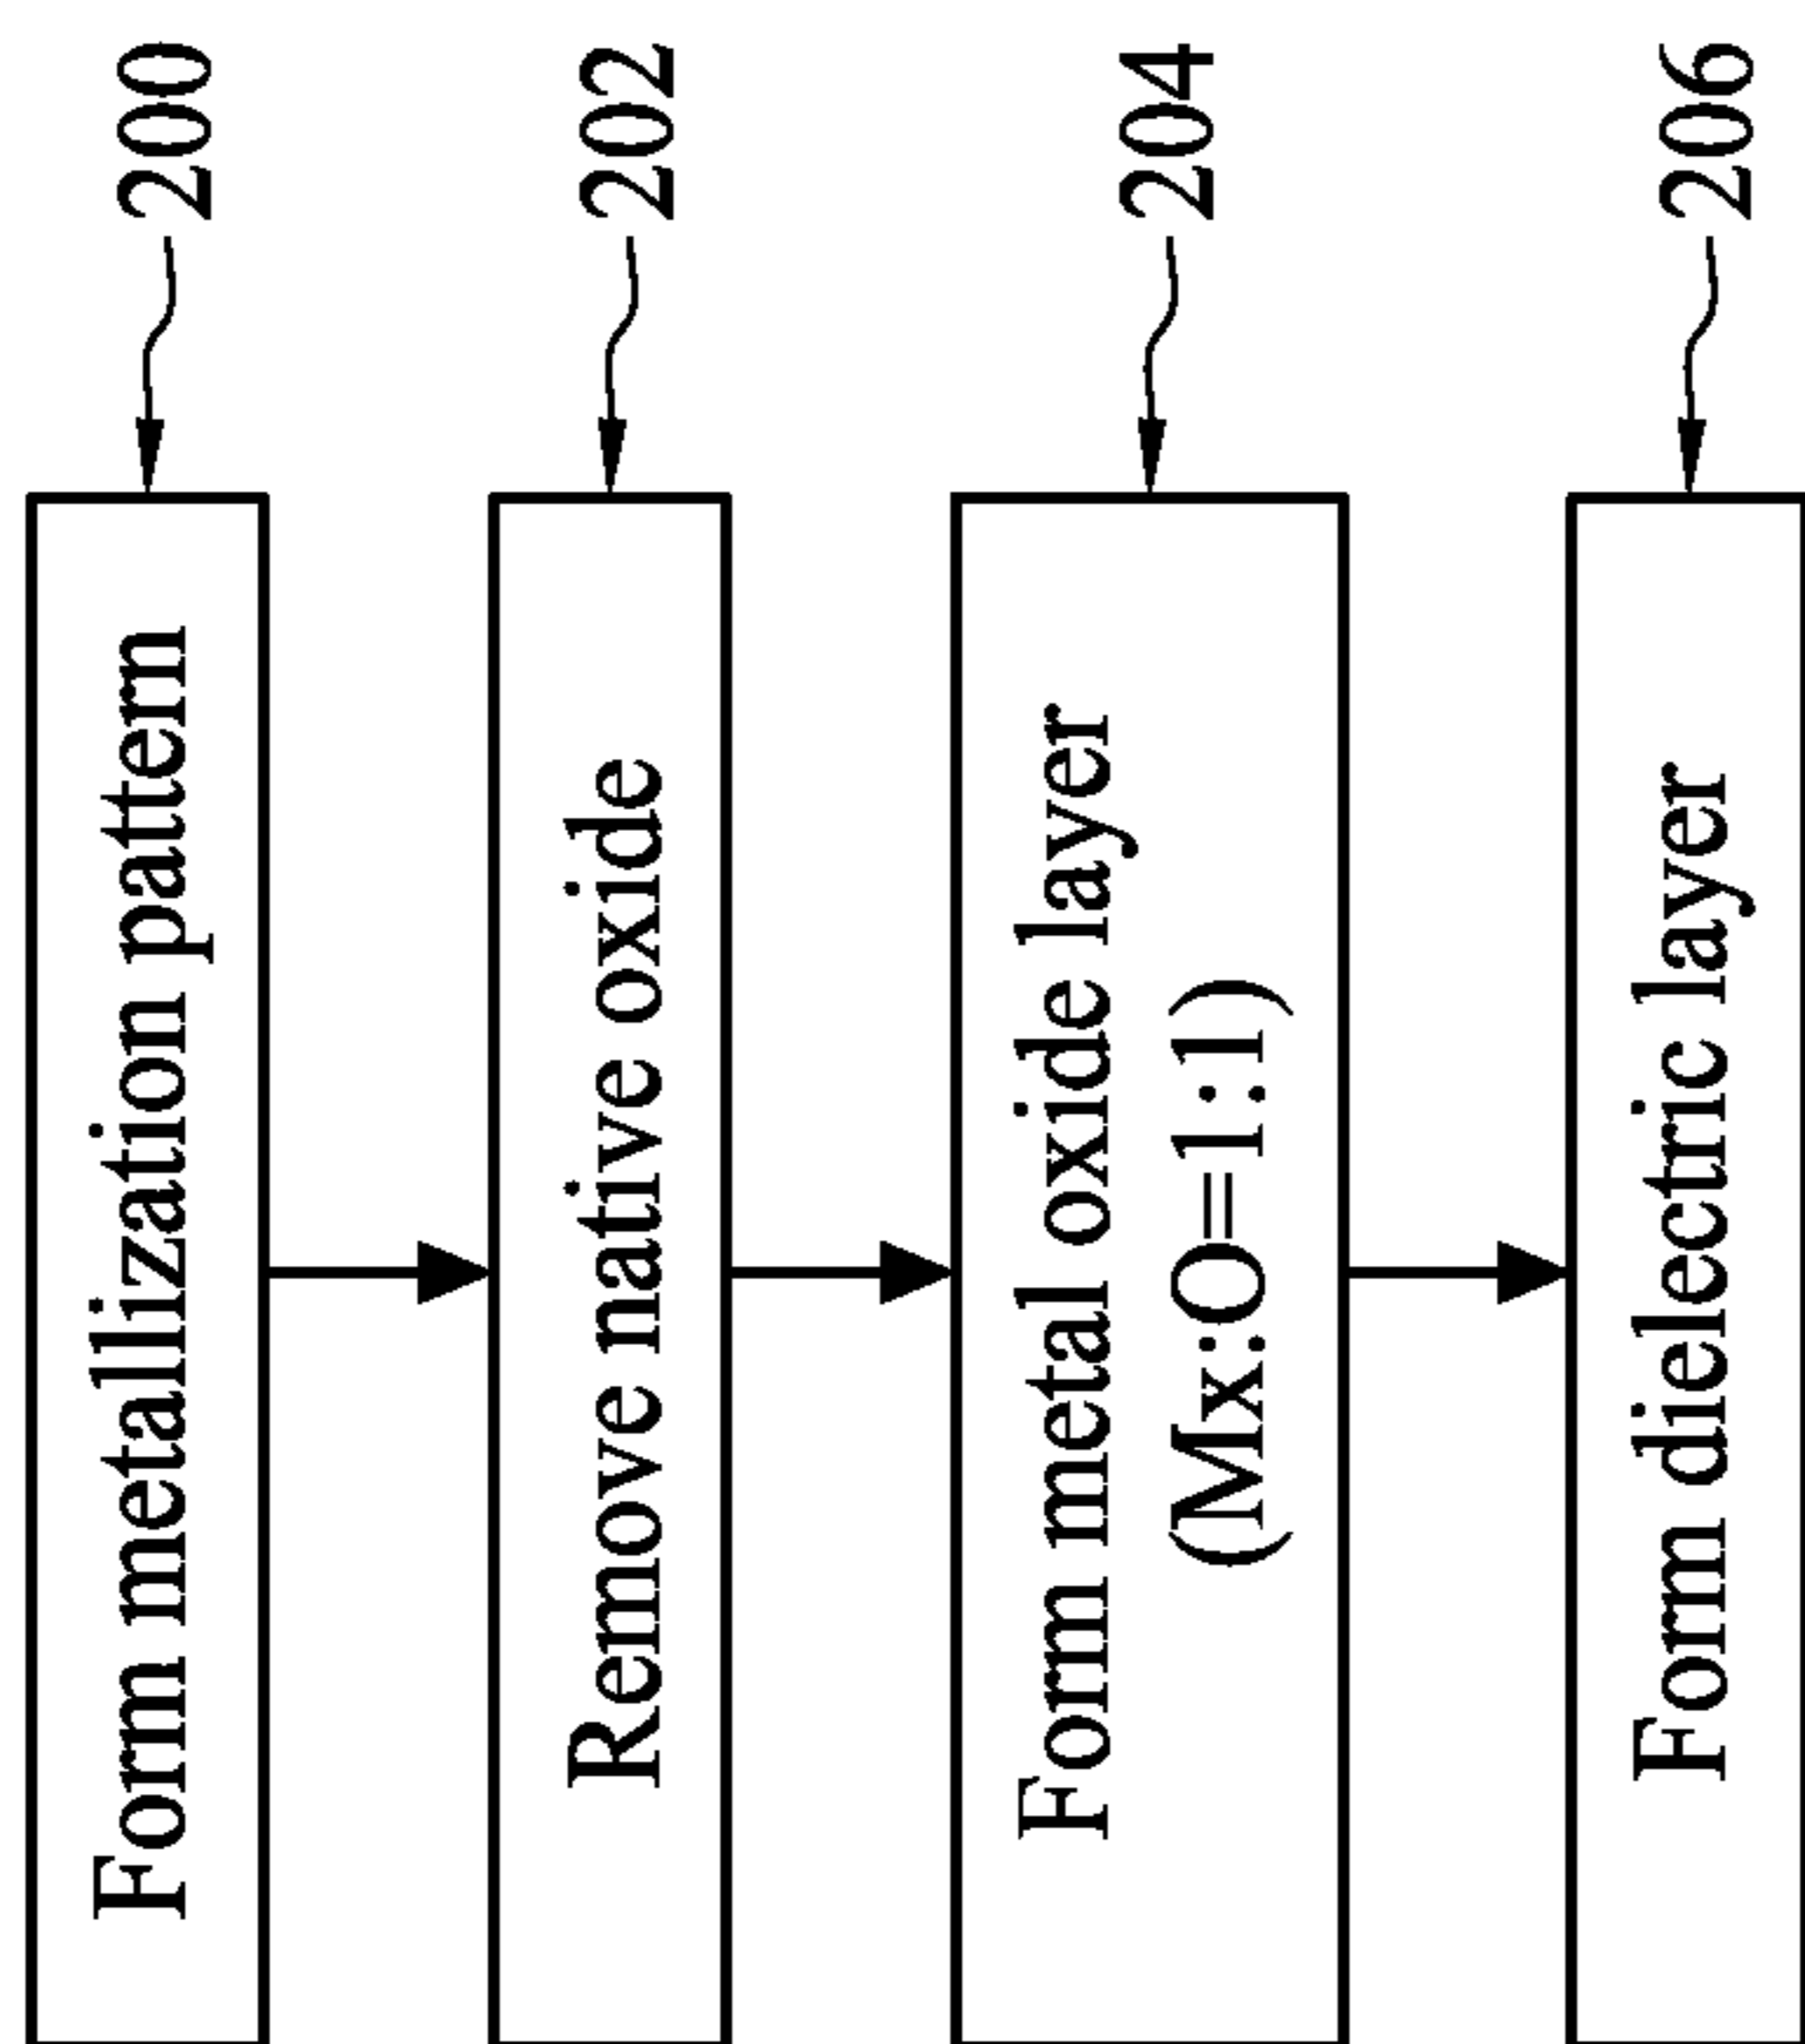 Form metallization pattern
200
Remove native oxide
202
Form metal oxide layer
(Mx:O=1:1)
204
Form dielectric layer
206